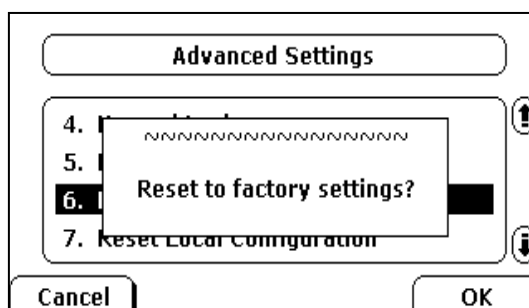 Advanced Settings
4.
5.
~~~~~~~~~~~~~~~~
Reset to factory settings?
6.
7. Reset Local Configuration
Cancel
OK